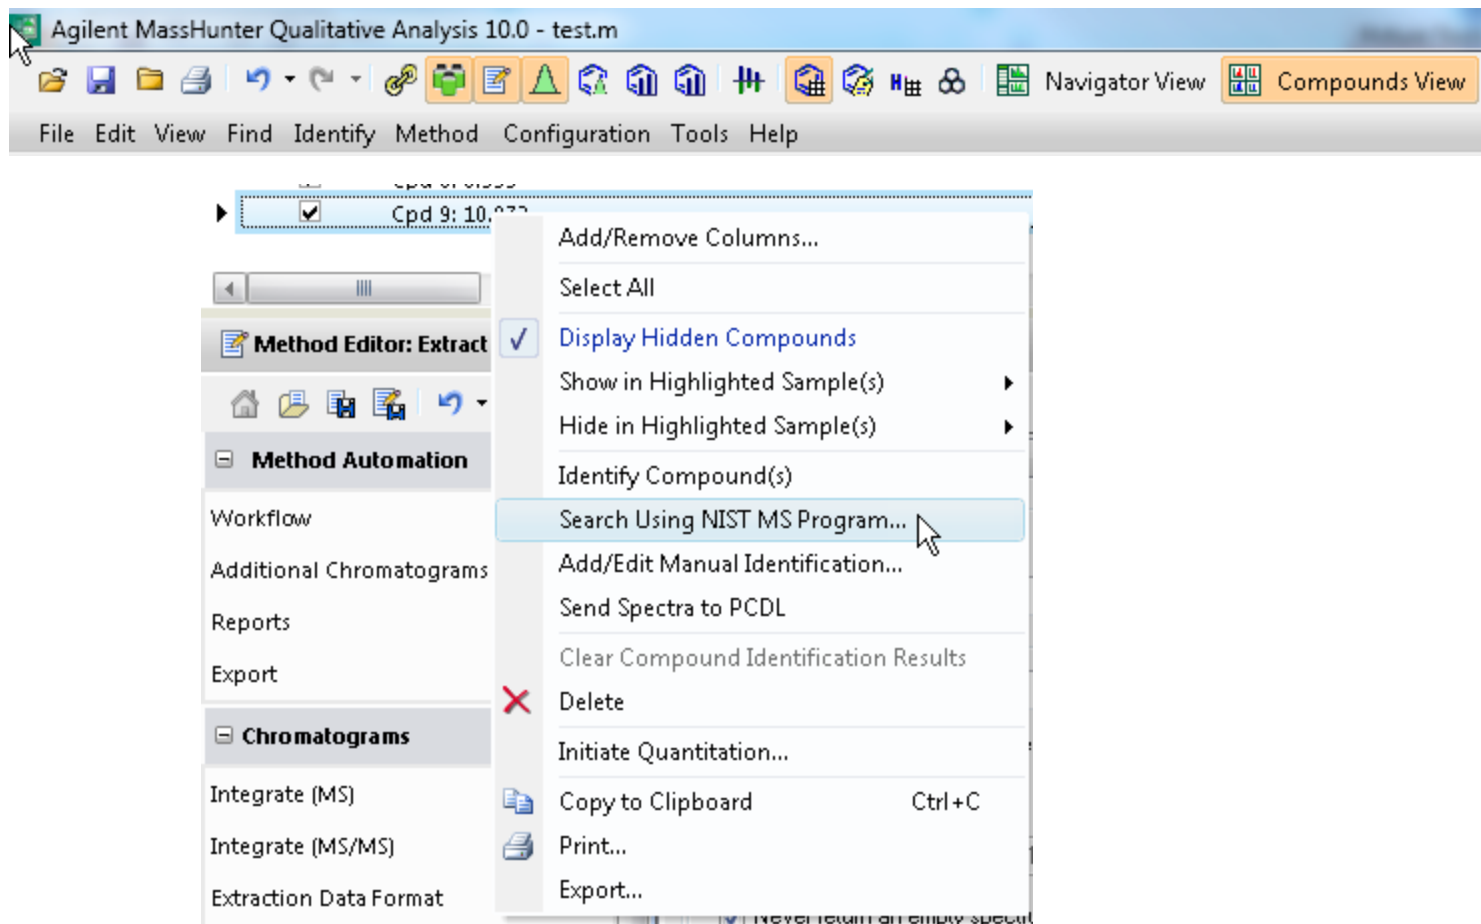 Agilent MassHunter Qualitative Analysis 10.0 - test.m
Navigator View Compounds View
File Edit View Find Identify Method Configuration Tools Help
Cpd 9: 10.
Add/Remove Columns...
Select All
Method Editor: Extract
Display Hidden Compounds
Show in Highlighted Sample(s)
Hide in Highlighted Sample(s)
Method Automation
Identify Compound(s)
Workflow
Search Using NIST MS Program...
Additional Chromatograms
Add/Edit Manual Identification...
Reports
Send Spectra to PCDL
Export
Clear Compound Identification Results
Delete
Chromatograms
Initiate Quantitation...
Integrate (MS)
Copy to Clipboard Ctrl+C
Integrate (MS/MS)
Print...
Extraction Data Format
Export...
Never return an empty